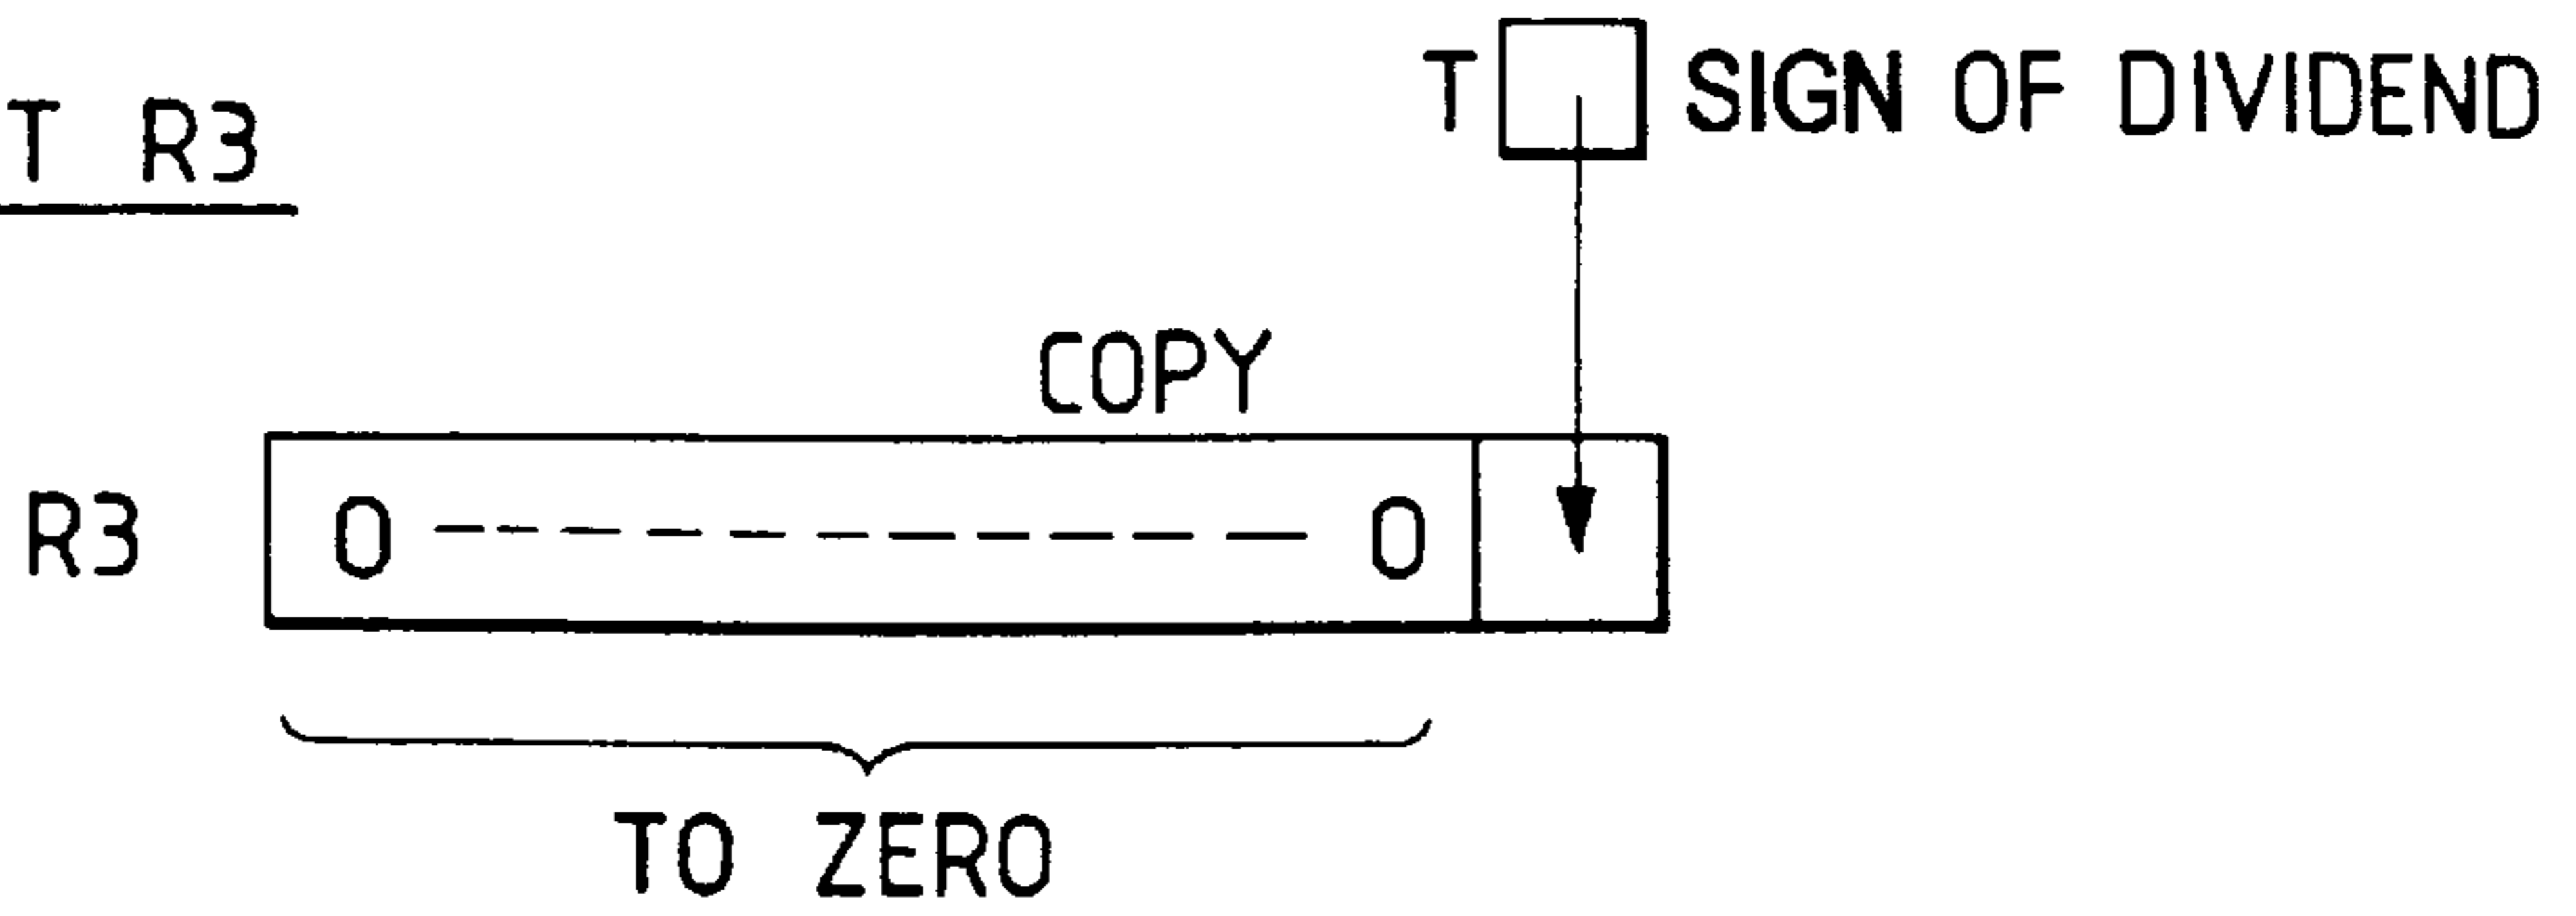 T R3
T SIGN OF DIVIDEND
COPY
R3 0 0
TO ZERO